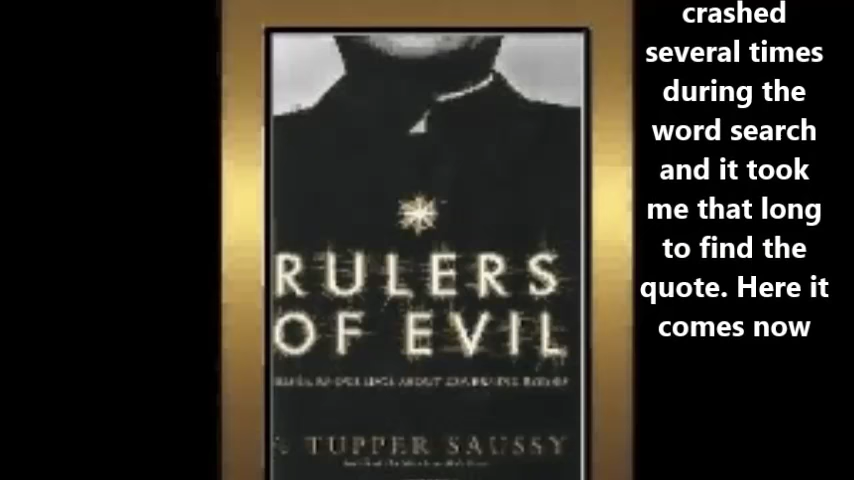 RULERS
OF EVIL
TUPPER SAUSSY
crashed
several times
during the
word search
and it took
me that long
to find the
quote. Here it
comes now